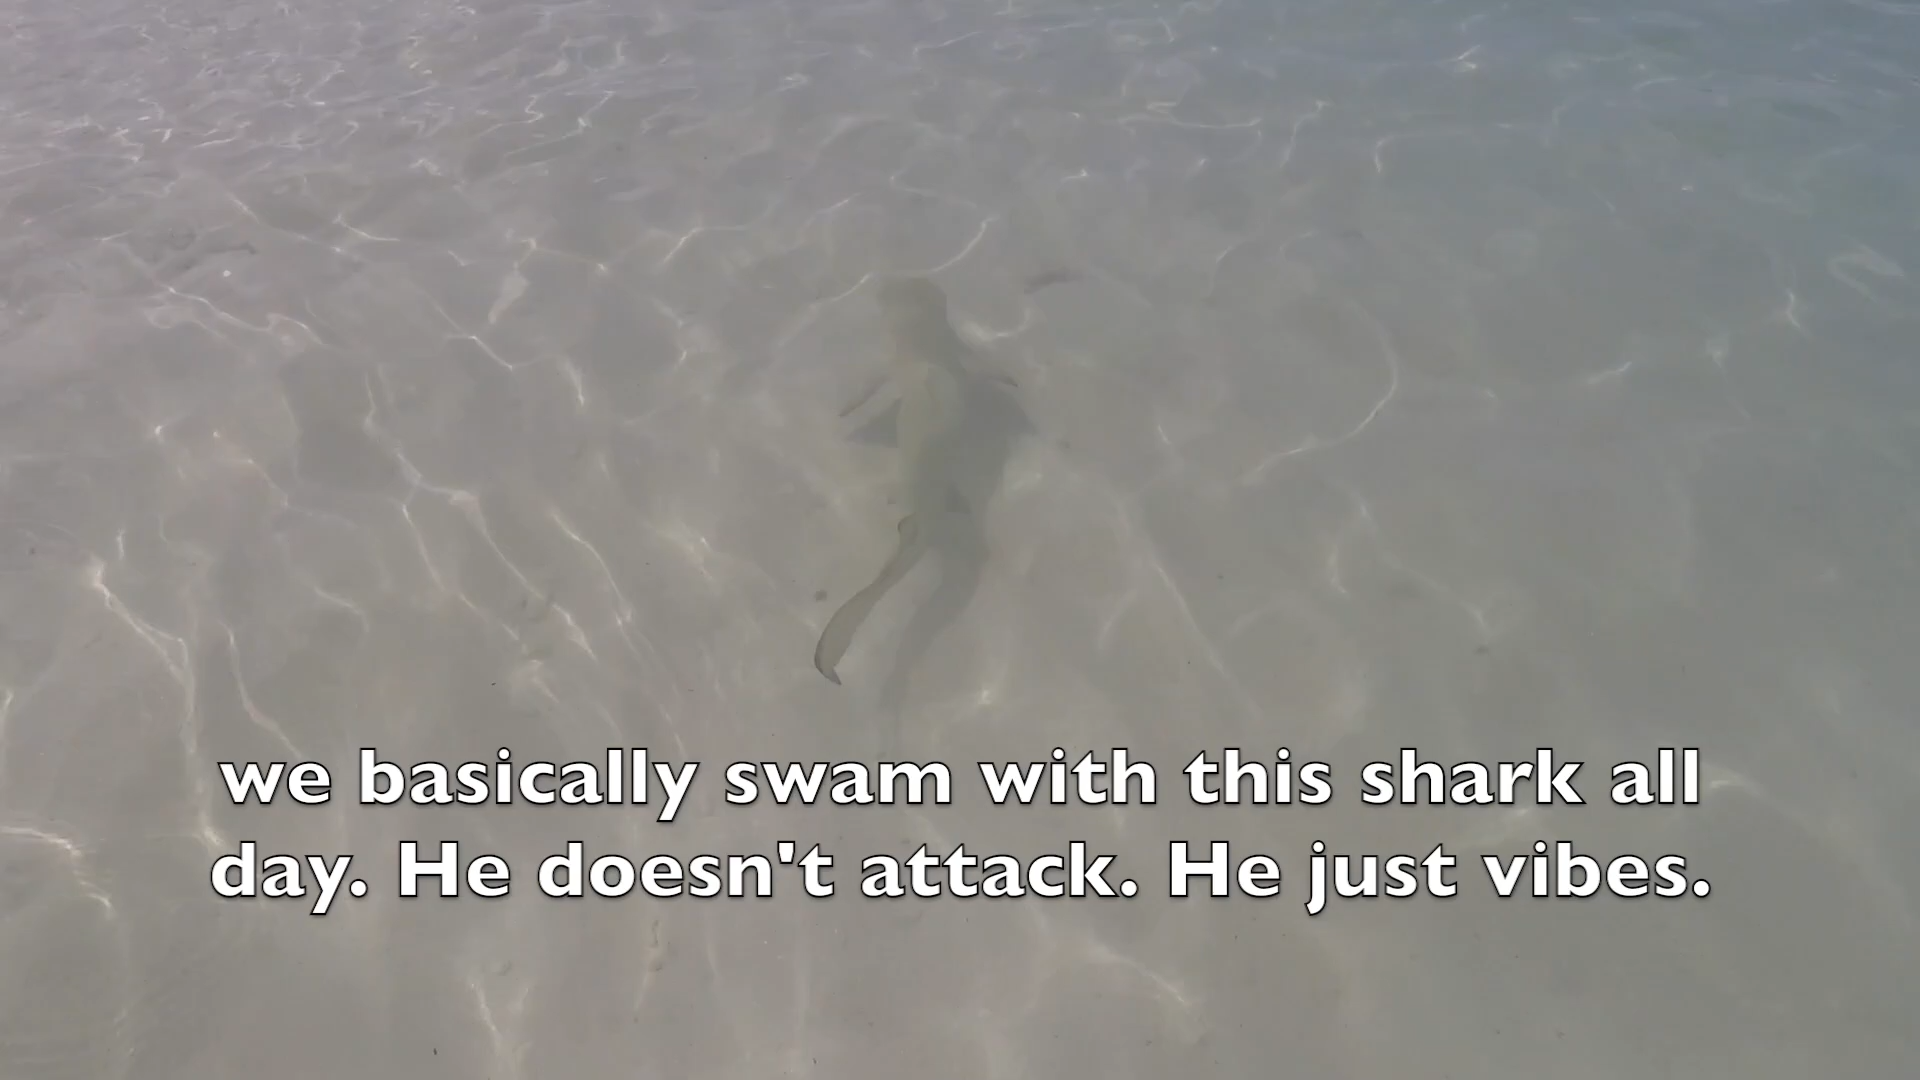 we basically swam with this shark all
day. He doesn't attack. He just vibes.